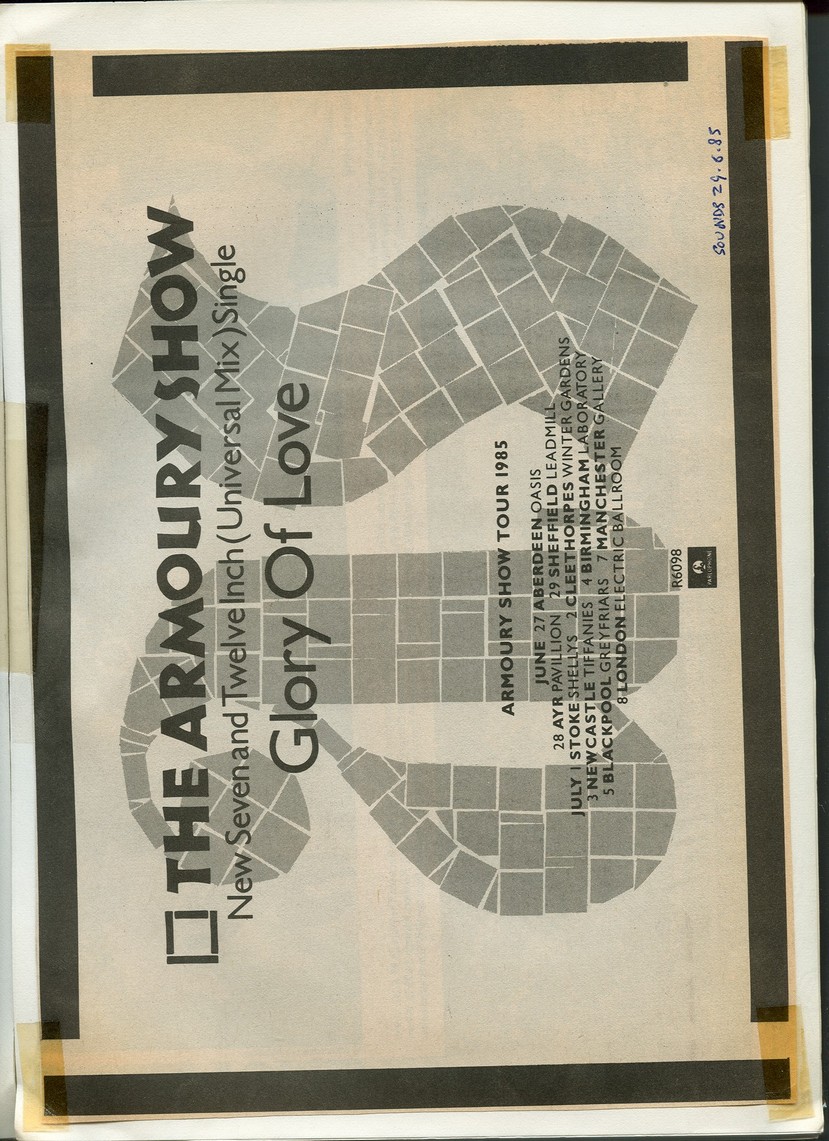 THE ARMOURY SHOW
New Seven and Twelve Inch (Universal Mix) Single
Glory Of Love
ARMOURY SHOW TOUR 1985
JUNE 27 ABERDEEN OASIS
28 AYR PAVILLION 29 SHEFFIELD LEADMILL
JULY 1 STOKE SHELLYS 2 CLEETHORPES WINTER GARDENS
3 NEWCASTLE TIFFANIES 4 BIRMINGHAM LABORATORY
5 BLACKPOOL GREYFRIARS 7 MANCHESTER GALLERY
8 LONDON ELECTRIC BALLROOM
R6098
PARLOPHONE
SOUNDS 29.6.85